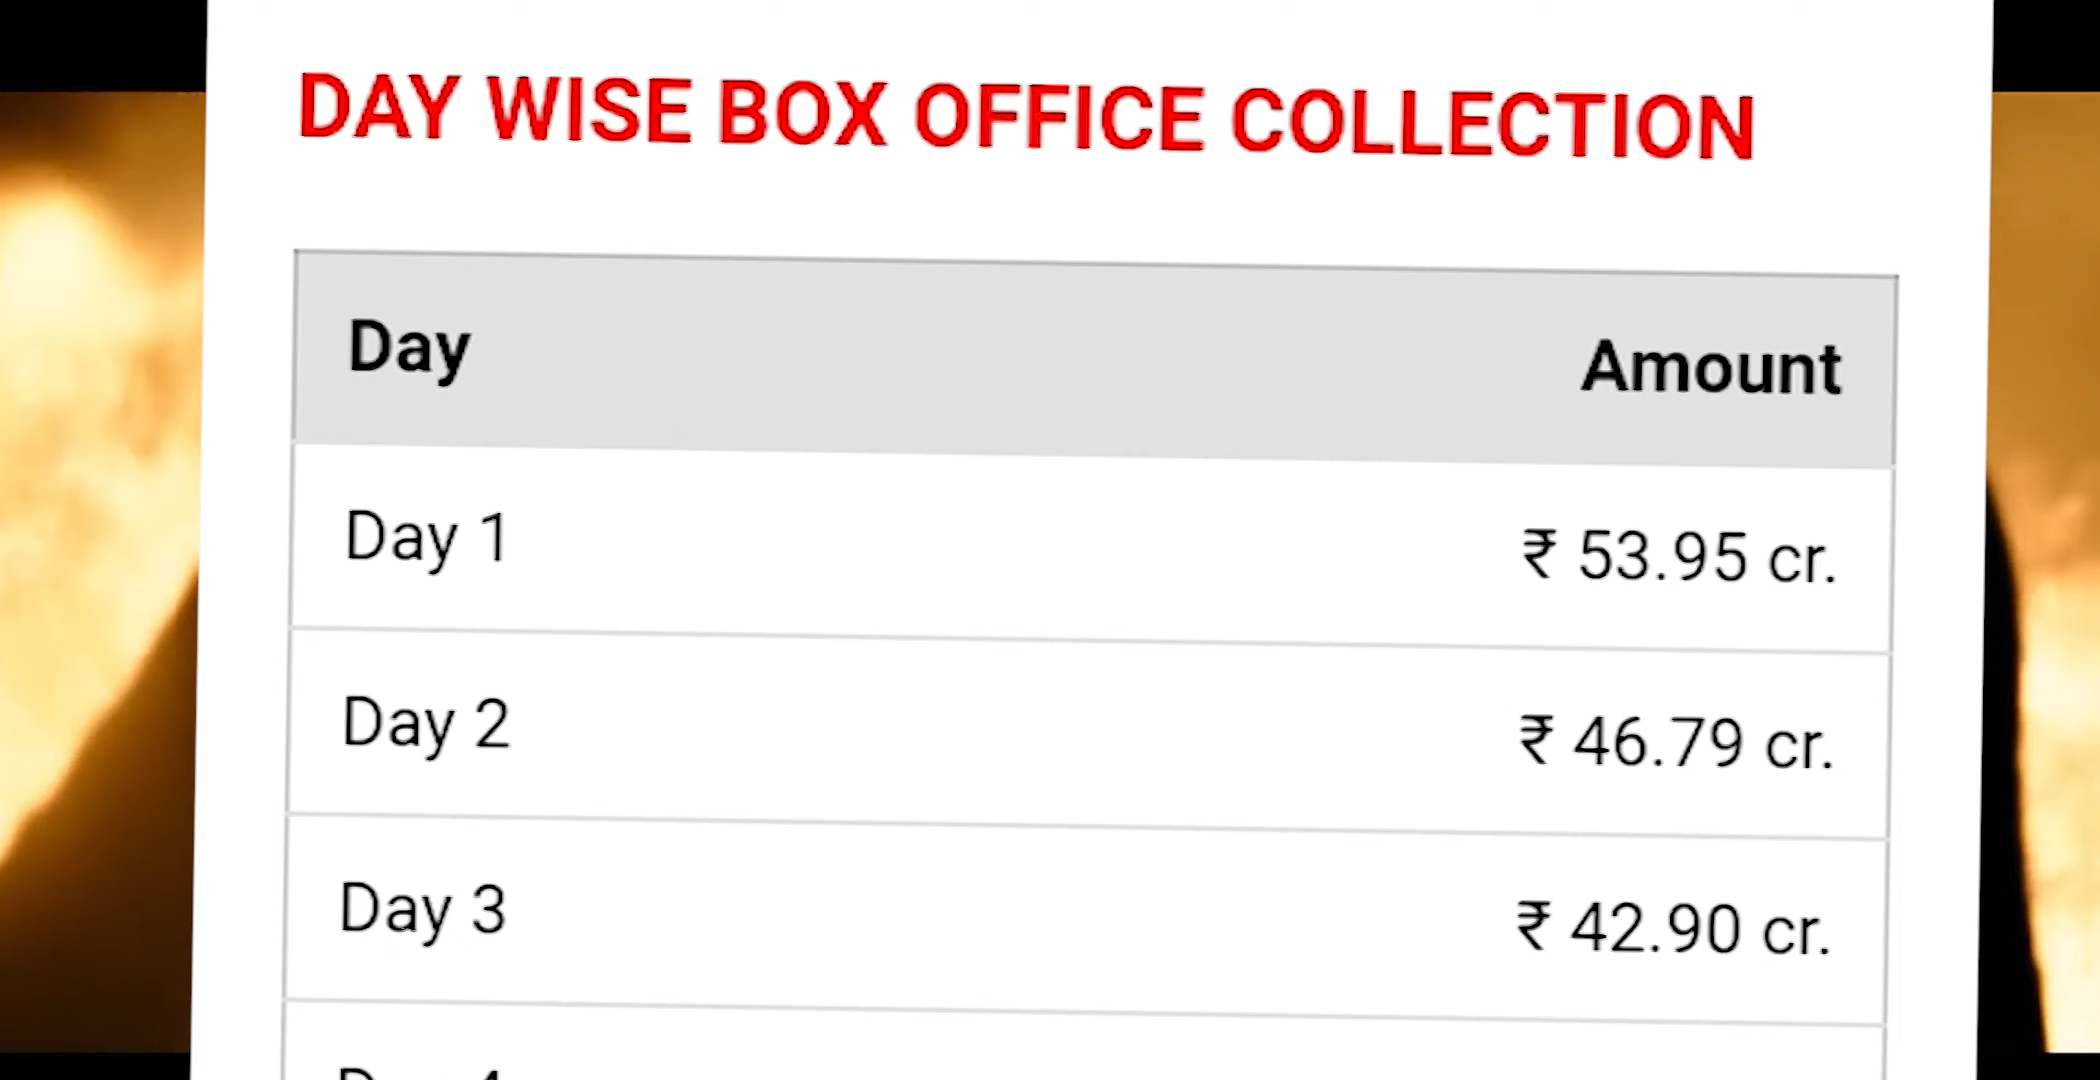 DAY WISE BOX OFFICE COLLECTION
Day Amount
Day 1 ₹ 53.95 cr.
Day 2 ₹ 46.79 cr.
Day 3 ₹ 42.90 cr.